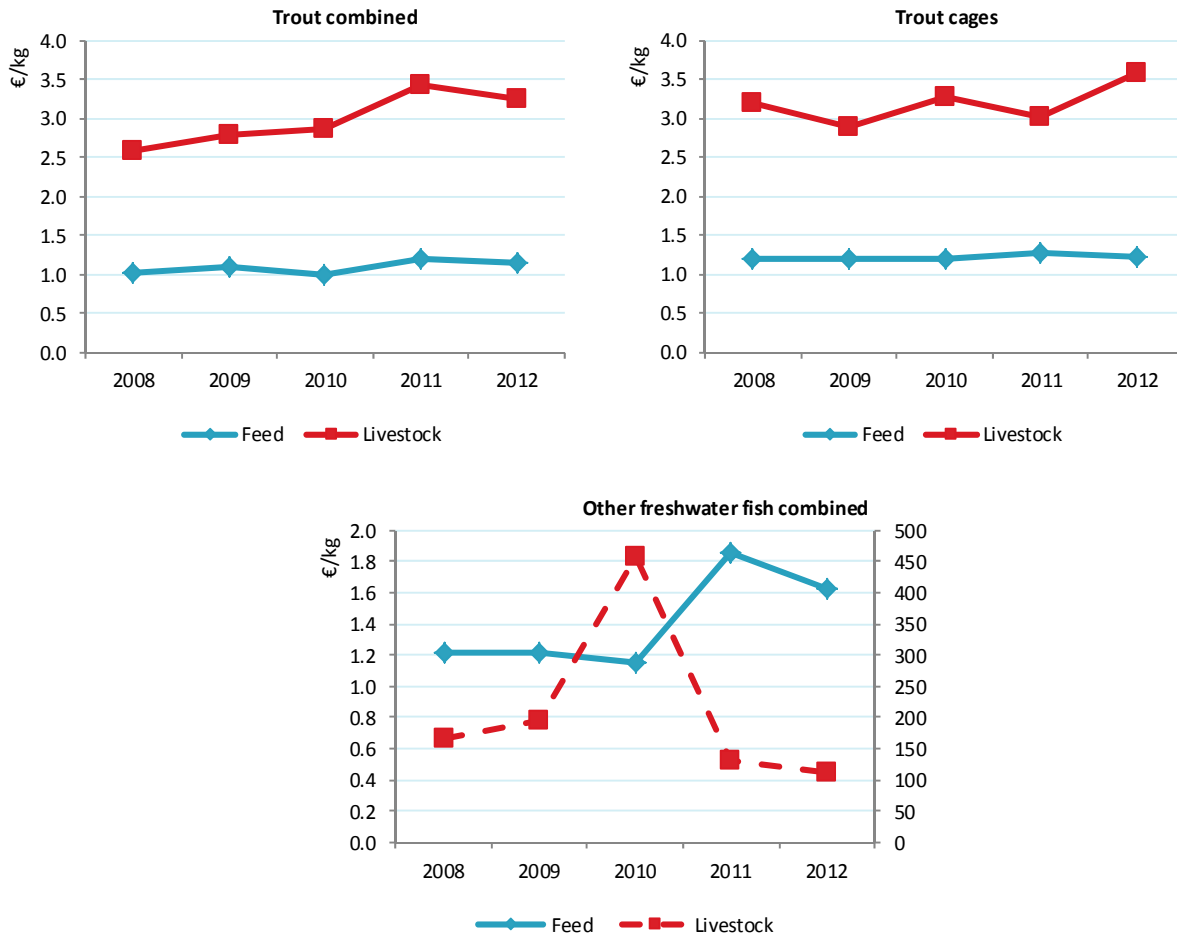 Trout combined
€/kg
4.0
3.5
3.0
2.5
2.0
1.5
1.0
0.5
0.0
2008 2009 2010 2011 2012
Feed Livestock
Trout cages
€/kg
4.0
3.5
3.0
2.5
2.0
1.5
1.0
0.5
0.0
2008 2009 2010 2011 2012
Feed Livestock
Other freshwater fish combined
€/kg
2.0 500
1.8 450
1.6 400
1.4 350
1.2 300
1.0 250
0.8 200
0.6 150
0.4 100
0.2 50
0.0 0
2008 2009 2010 2011 2012
Feed Livestock